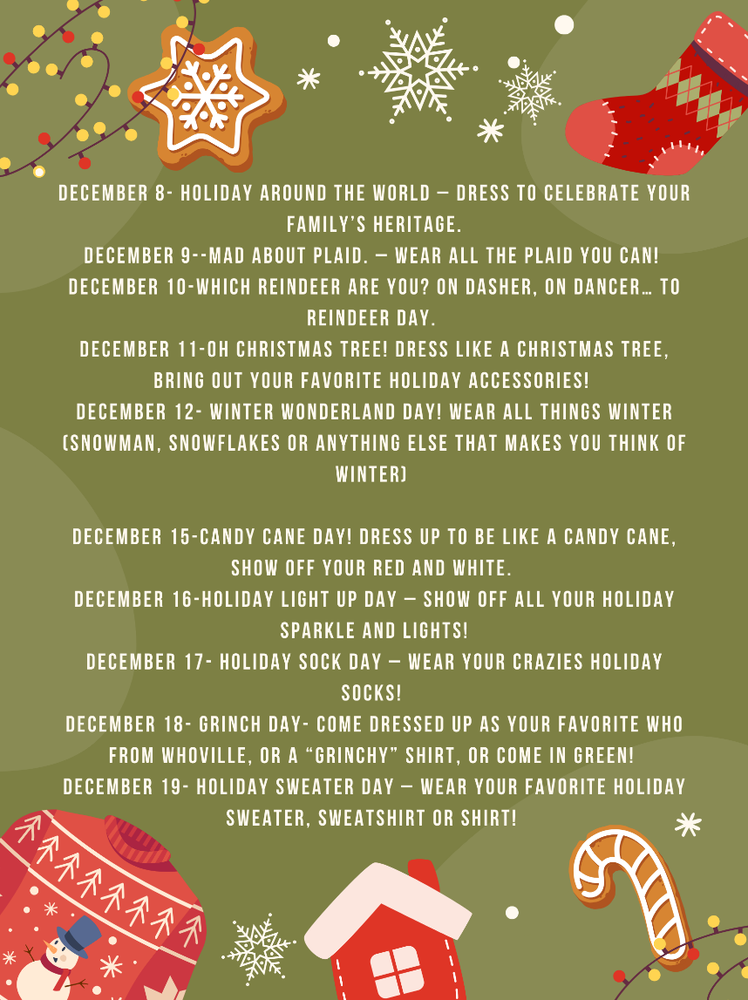 DECEMBER 8- HOLIDAY AROUND THE WORLD – DRESS TO CELEBRATE YOUR
FAMILY’S HERITAGE.
DECEMBER 9--MAD ABOUT PLAID. – WEAR ALL THE PLAID YOU CAN!
DECEMBER 10-WHICH REINDEER ARE YOU? ON DASHER, ON DANCER… TO
REINDEER DAY.
DECEMBER 11-OH CHRISTMAS TREE! DRESS LIKE A CHRISTMAS TREE,
BRING OUT YOUR FAVORITE HOLIDAY ACCESSORIES!
DECEMBER 12- WINTER WONDERLAND DAY! WEAR ALL THINGS WINTER
(SNOWMAN, SNOWFLAKES OR ANYTHING ELSE THAT MAKES YOU THINK OF
WINTER)
DECEMBER 15-CANDY CANE DAY! DRESS UP TO BE LIKE A CANDY CANE,
SHOW OFF YOUR RED AND WHITE.
DECEMBER 16-HOLIDAY LIGHT UP DAY – SHOW OFF ALL YOUR HOLIDAY
SPARKLE AND LIGHTS!
DECEMBER 17- HOLIDAY SOCK DAY – WEAR YOUR CRAZIES HOLIDAY
SOCKS!
DECEMBER 18- GRINCH DAY- COME DRESSED UP AS YOUR FAVORITE WHO
FROM WHOVILLE, OR A “GRINCHY” SHIRT, OR COME IN GREEN!
DECEMBER 19- HOLIDAY SWEATER DAY – WEAR YOUR FAVORITE HOLIDAY
SWEATER, SWEATSHIRT OR SHIRT!